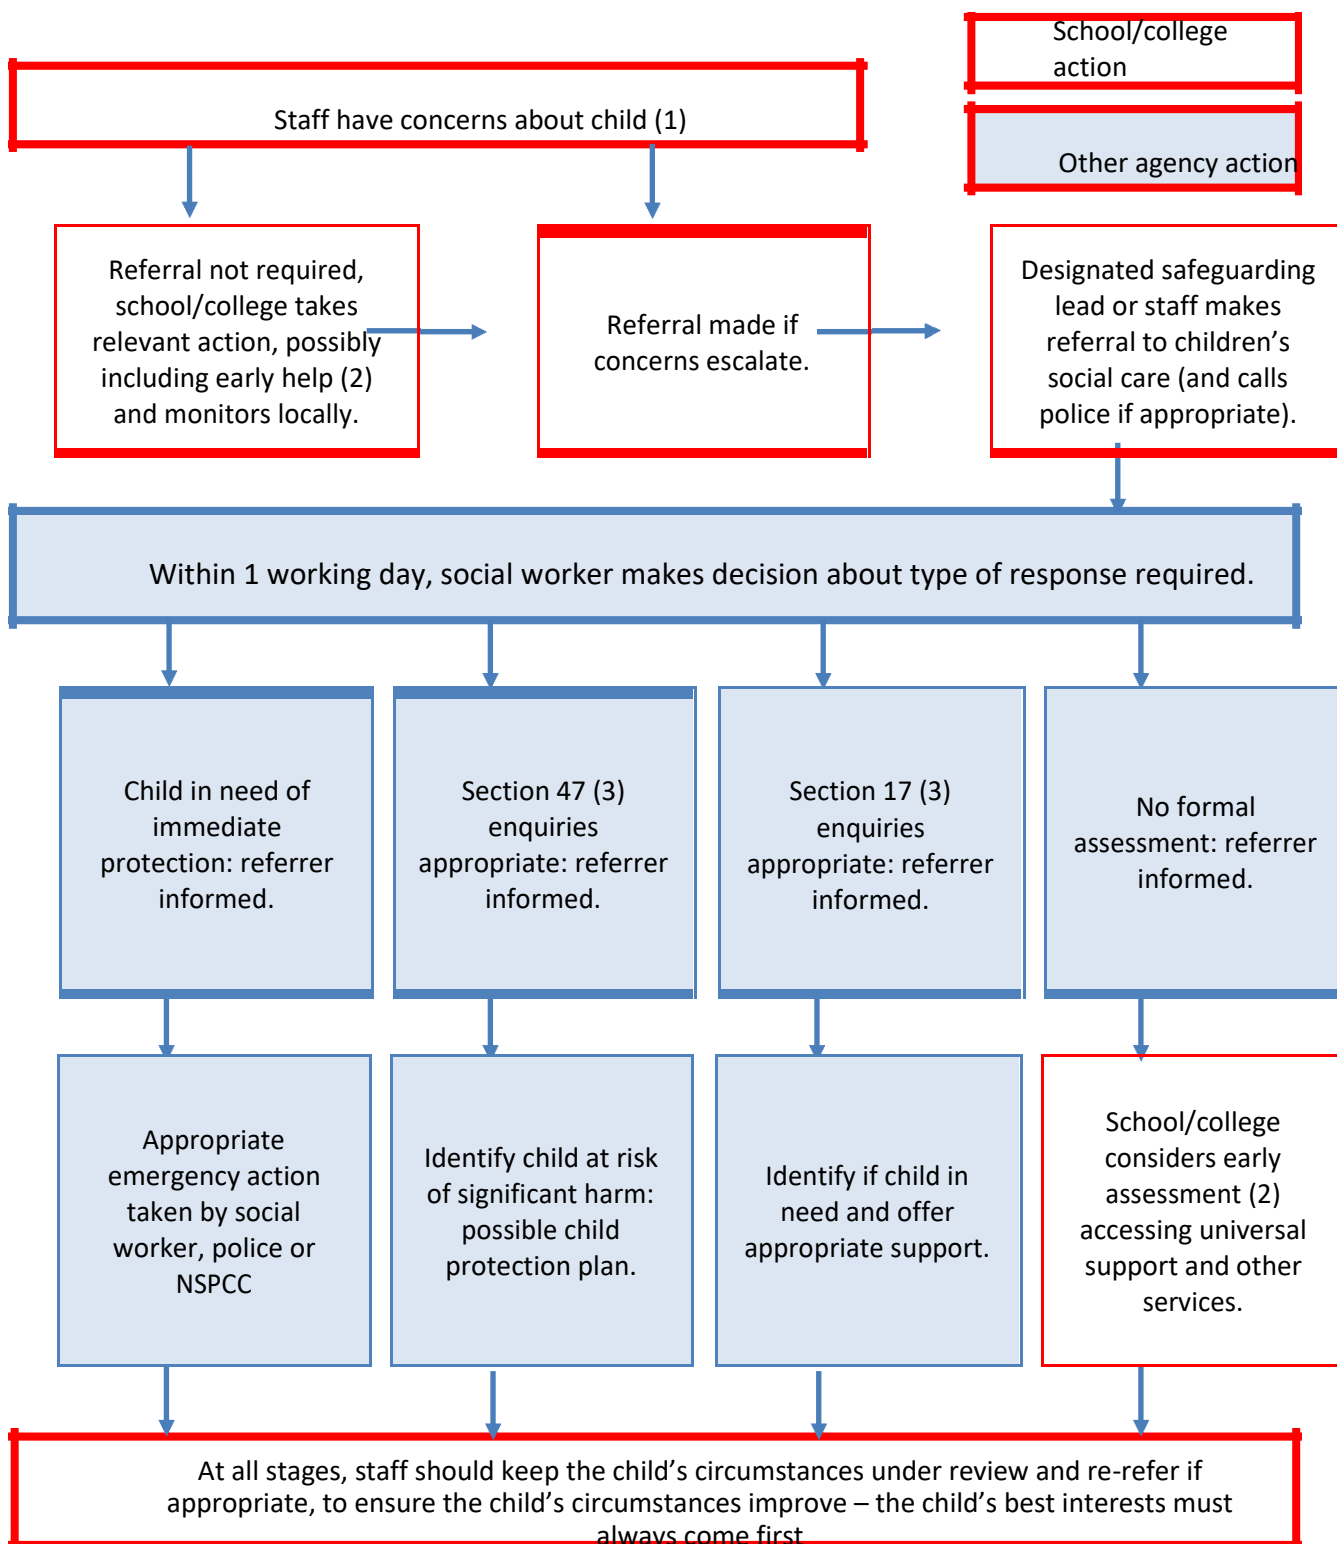 School/college
action
Staff have concerns about child (1)
Other agency action
Referral not required,
school/college takes
relevant action, possibly
including early help (2)
and monitors locally.
Referral made if
concerns escalate.
Designated safeguarding
lead or staff makes
referral to children’s
social care (and calls
police if appropriate).
Within 1 working day, social worker makes decision about type of response required.
Child in need of
immediate
protection: referrer
informed.
Section 47 (3)
enquiries
appropriate: referrer
informed.
Section 17 (3)
enquiries
appropriate: referrer
informed.
No formal
assessment: referrer
informed.
Appropriate
emergency action
taken by social
worker, police or
NSPCC
Identify child at risk
of significant harm:
possible child
protection plan.
Identify if child in
need and offer
appropriate support.
School/college
considers early
assessment (2)
accessing universal
support and other
services.
At all stages, staff should keep the child’s circumstances under review and re-refer if
appropriate, to ensure the child’s circumstances improve – the child’s best interests must
always come first